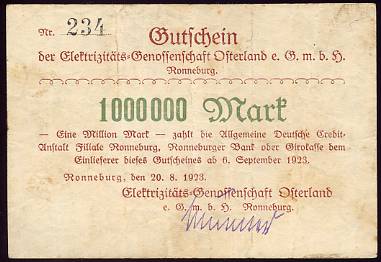 Nr. 234
Gutschein
der Elektrizitäts=Genossenschaft Osterland e. G. m. b. H.
Ronneburg.
1000000 Mark
— Eine Million Mark — zahlt die Allgemeine Deutsche Credit-
Anstalt Filiale Ronneburg, Ronneburger Bank oder Girokasse dem
Einlieferer dieses Gutscheines ab 6. September 1923.
Ronneburg, den 20. 8. 1923.
Elektrizitäts=Genossenschaft Osterland
e. G. m. b. H. Ronneburg.